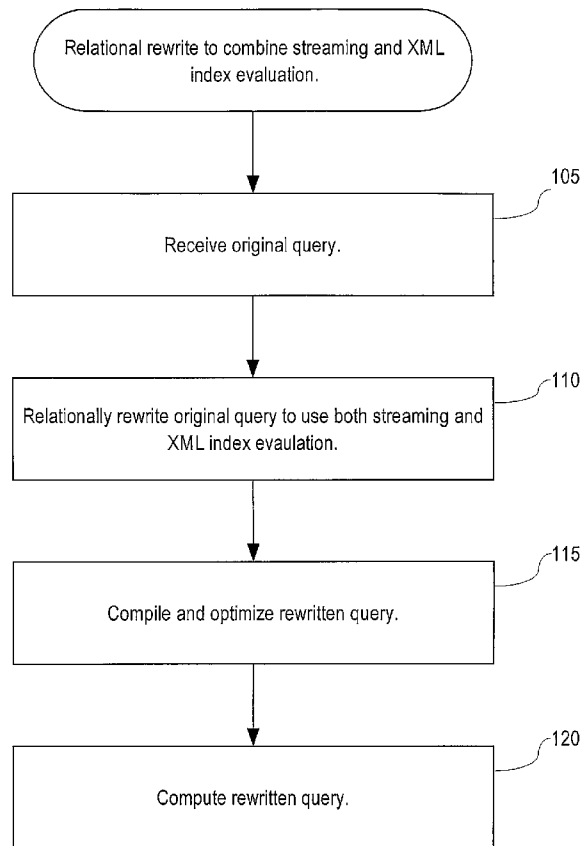 Relational rewrite to combine streaming and XML
index evaluation.
105
Receive original query.
110
Relationally rewrite original query to use both streaming and
XML index evaulation.
115
Compile and optimize rewritten query.
120
Compute rewritten query.